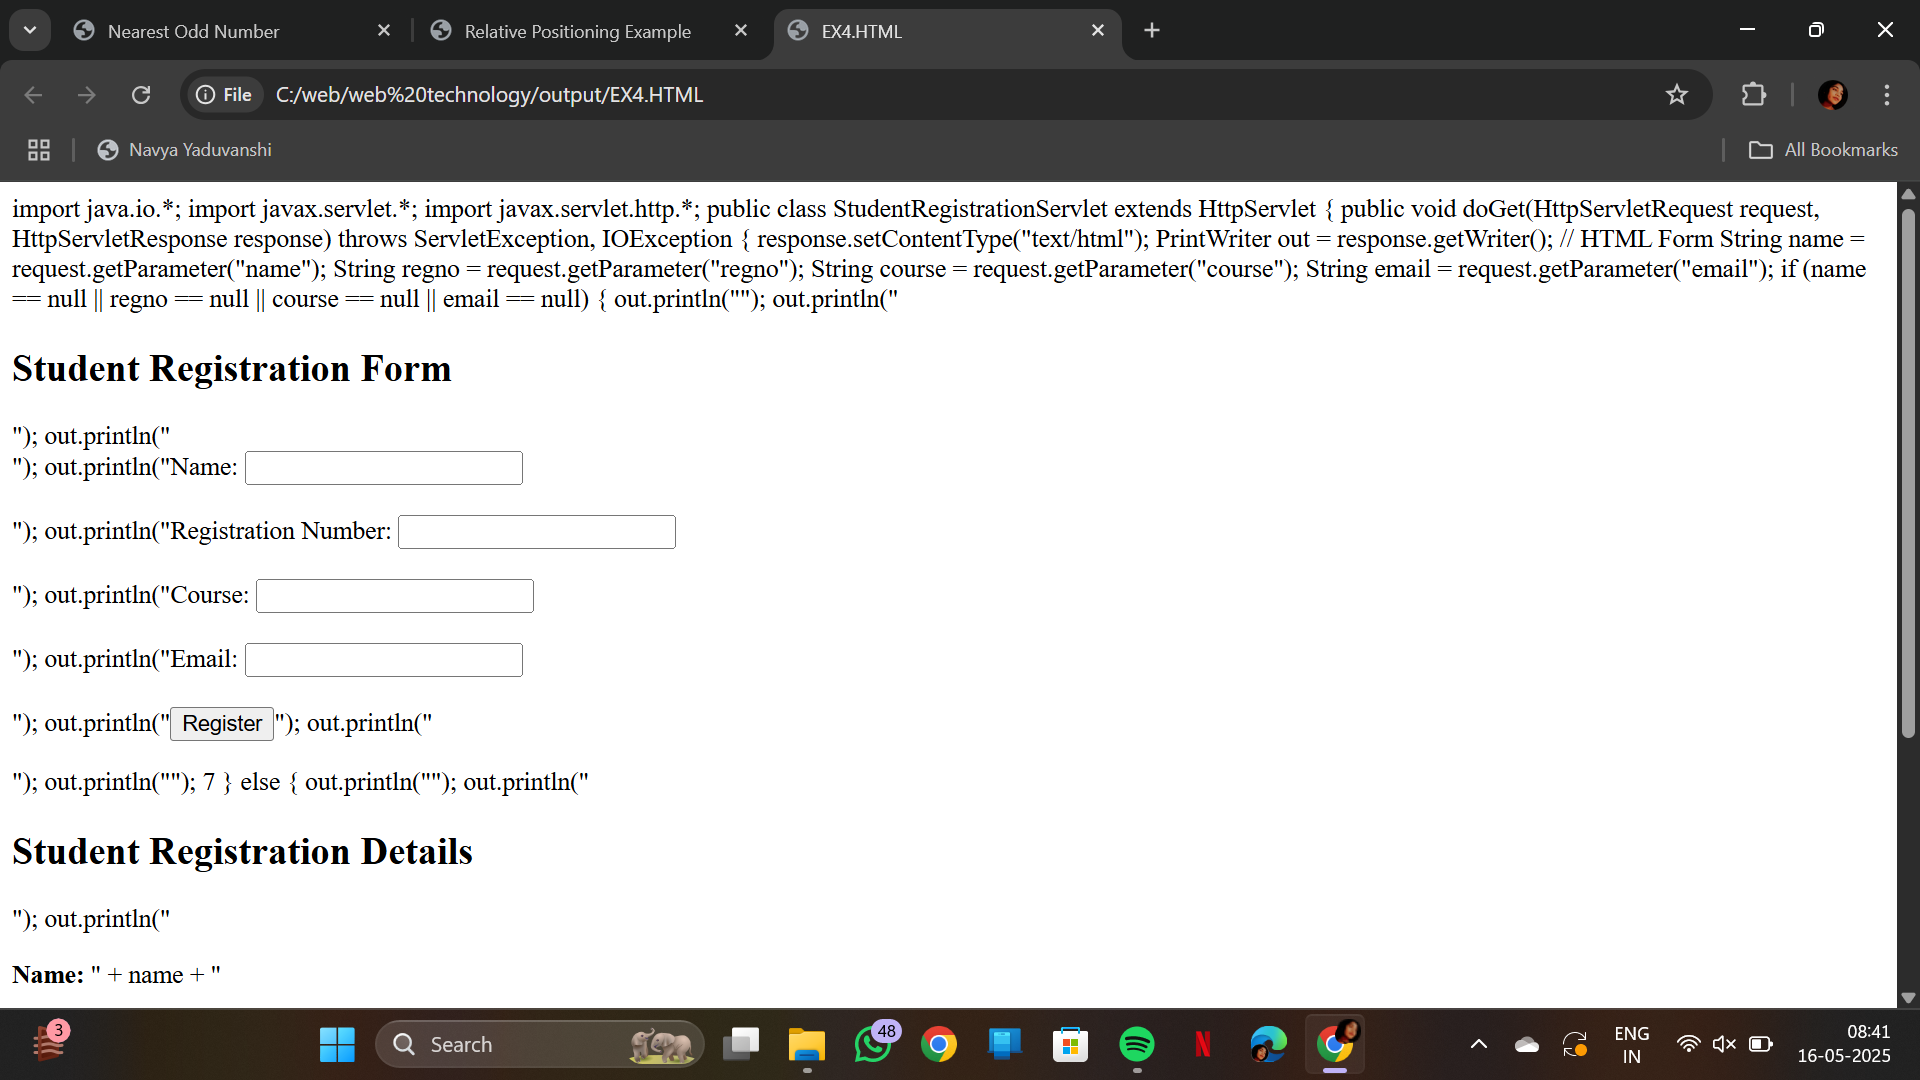 Nearest Odd Number
Relative Positioning Example
EX4.HTML
File
C:/web/web%20technology/output/EX4.HTML
Navya Yaduvanshi
All Bookmarks
import java.io.*; import javax.servlet.*; import javax.servlet.http.*; public class StudentRegistrationServlet extends HttpServlet { public void doGet(HttpServletRequest request,
HttpServletResponse response) throws ServletException, IOException { response.setContentType("text/html"); PrintWriter out = response.getWriter(); // HTML Form String name =
request.getParameter("name"); String regno = request.getParameter("regno"); String course = request.getParameter("course"); String email = request.getParameter("email"); if (name
== null || regno == null || course == null || email == null) { out.println(""); out.println("
Student Registration Form
"); out.println("
"); out.println("Name:
"); out.println("Registration Number:
"); out.println("Course:
"); out.println("Email:
"); out.println("Register"); out.println("
"); out.println(""); 7 } else { out.println(""); out.println("
Student Registration Details
"); out.println("
Name: " + name + "
3
Search
48
N
ENG
IN
08:41
16-05-2025